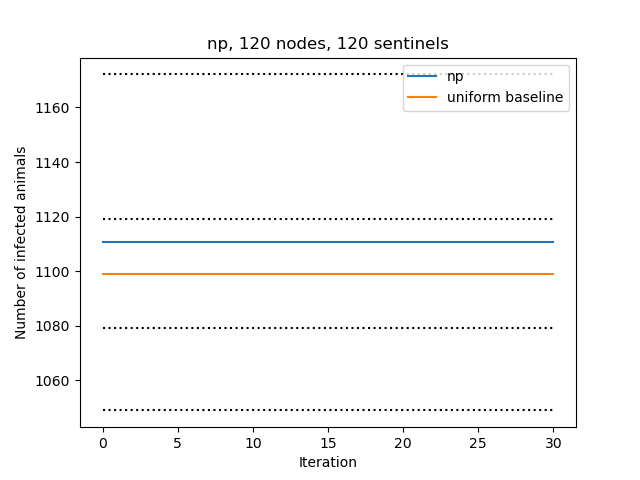 np, 120 nodes, 120 sentinels
np
uniform baseline
Number of infected animals
1160
1140
1120
1100
1080
1060
0 5 10 15 20 25 30
Iteration